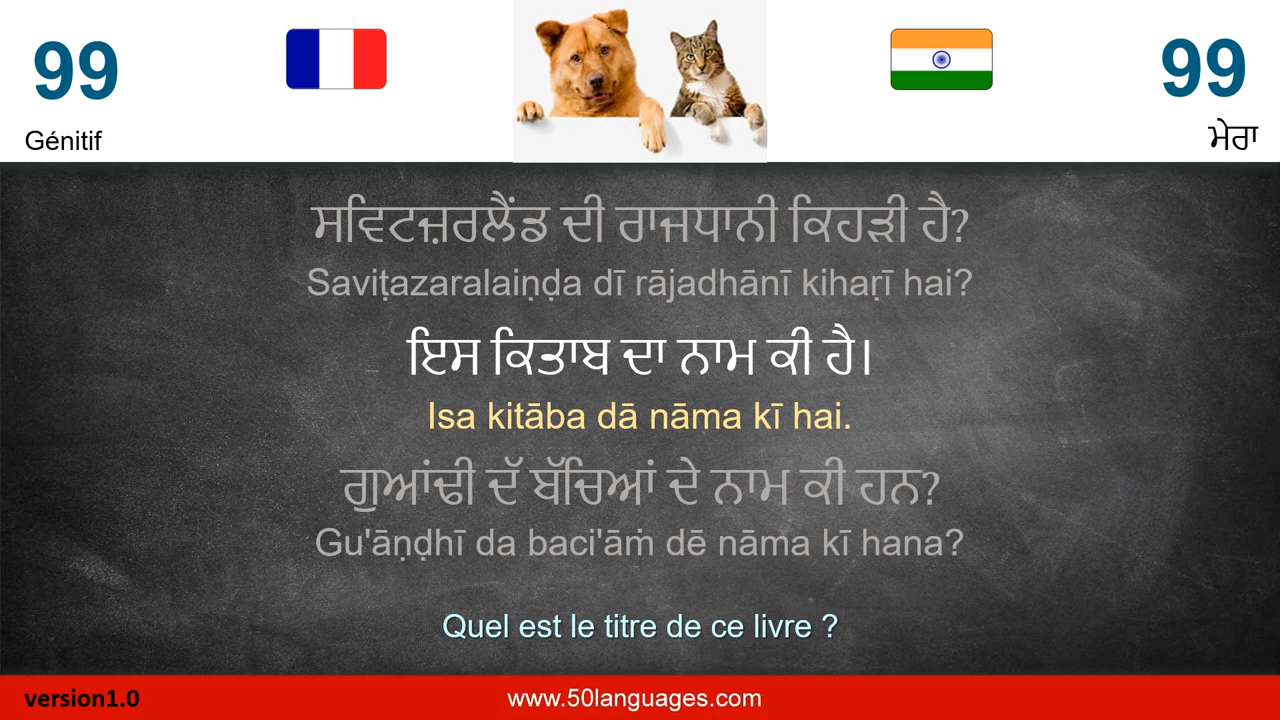 99
99
Génitif
ਮੇਰਾ
ਸਵਿਟਜ਼ਰਲੈਂਡ ਦੀ ਰਾਜਧਾਨੀ ਕਿਹੜੀ ਹੈ?
Saviṭazaralaiṇḍa dī rājadhānī kihaṛī hai?
ਇਸ ਕਿਤਾਬ ਦਾ ਨਾਮ ਕੀ ਹੈ।
Isa kitāba dā nāma kī hai.
ਗੁਆਂਢੀ ਦੱ ਬੱਚਿਆਂ ਦੇ ਨਾਮ ਕੀ ਹਨ?
Gu'āṇḍhī da baci'āṁ dē nāma kī hana?
Quel est le titre de ce livre ?
version1.0
www.50languages.com